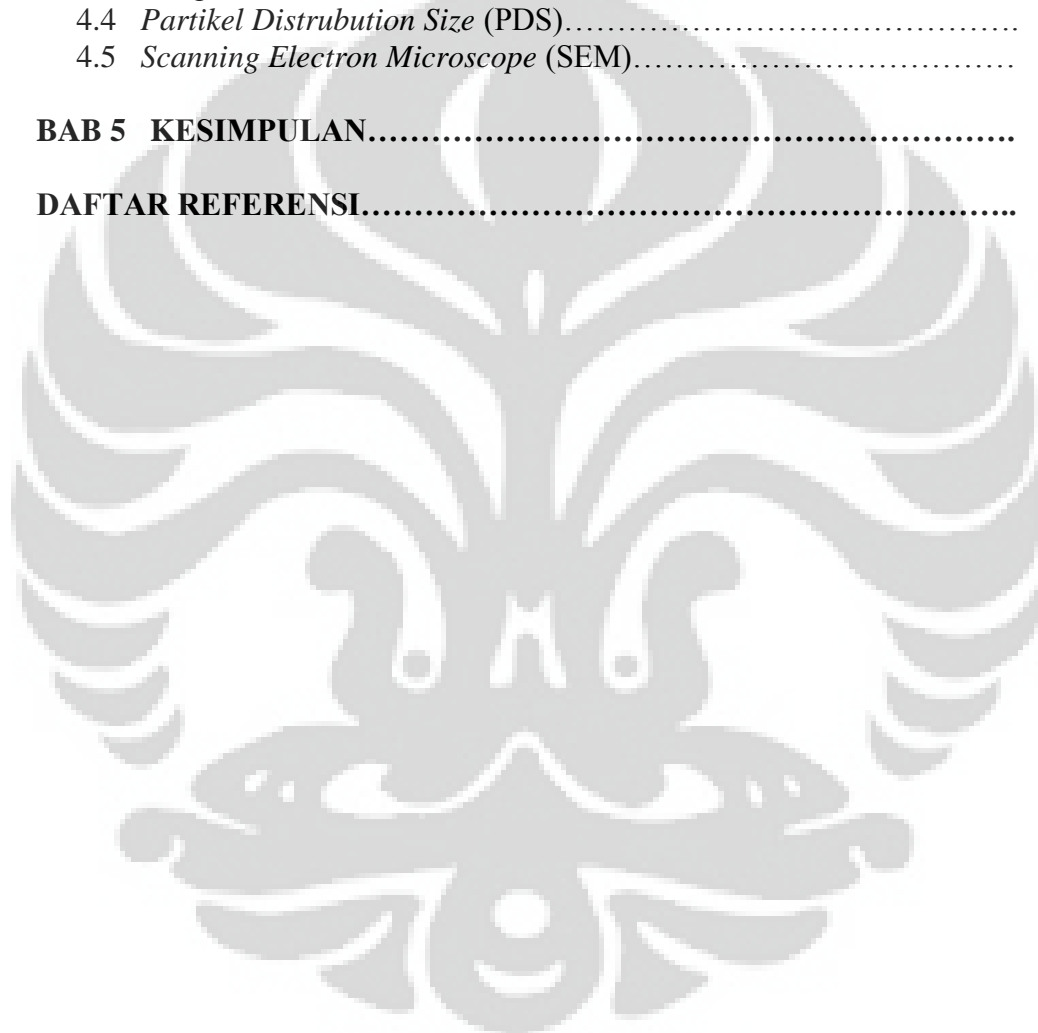 4.4 Partikel Distrubution Size (PDS)……………………………………
4.5 Scanning Electron Microscope (SEM)………………………………
BAB 5 KESIMPULAN…………………………………………………….
DAFTAR REFERENSI……………………………………………………..